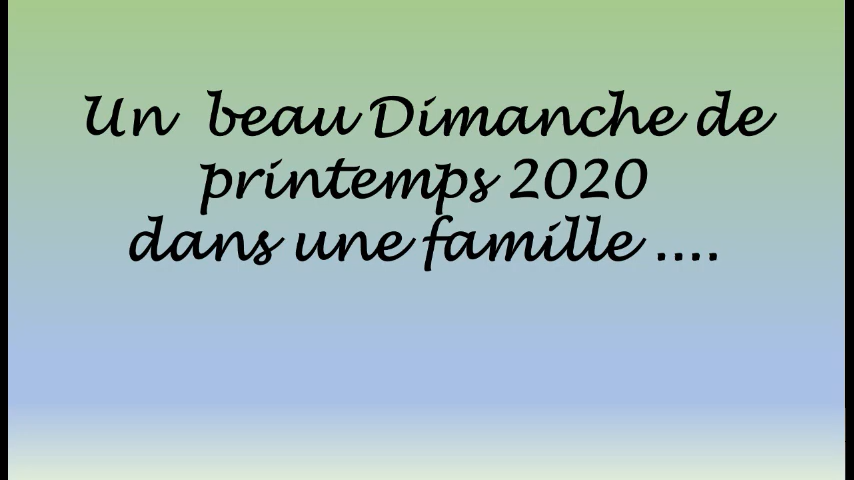 Un beau Dimanche de
printemps 2020
dans une famille ....